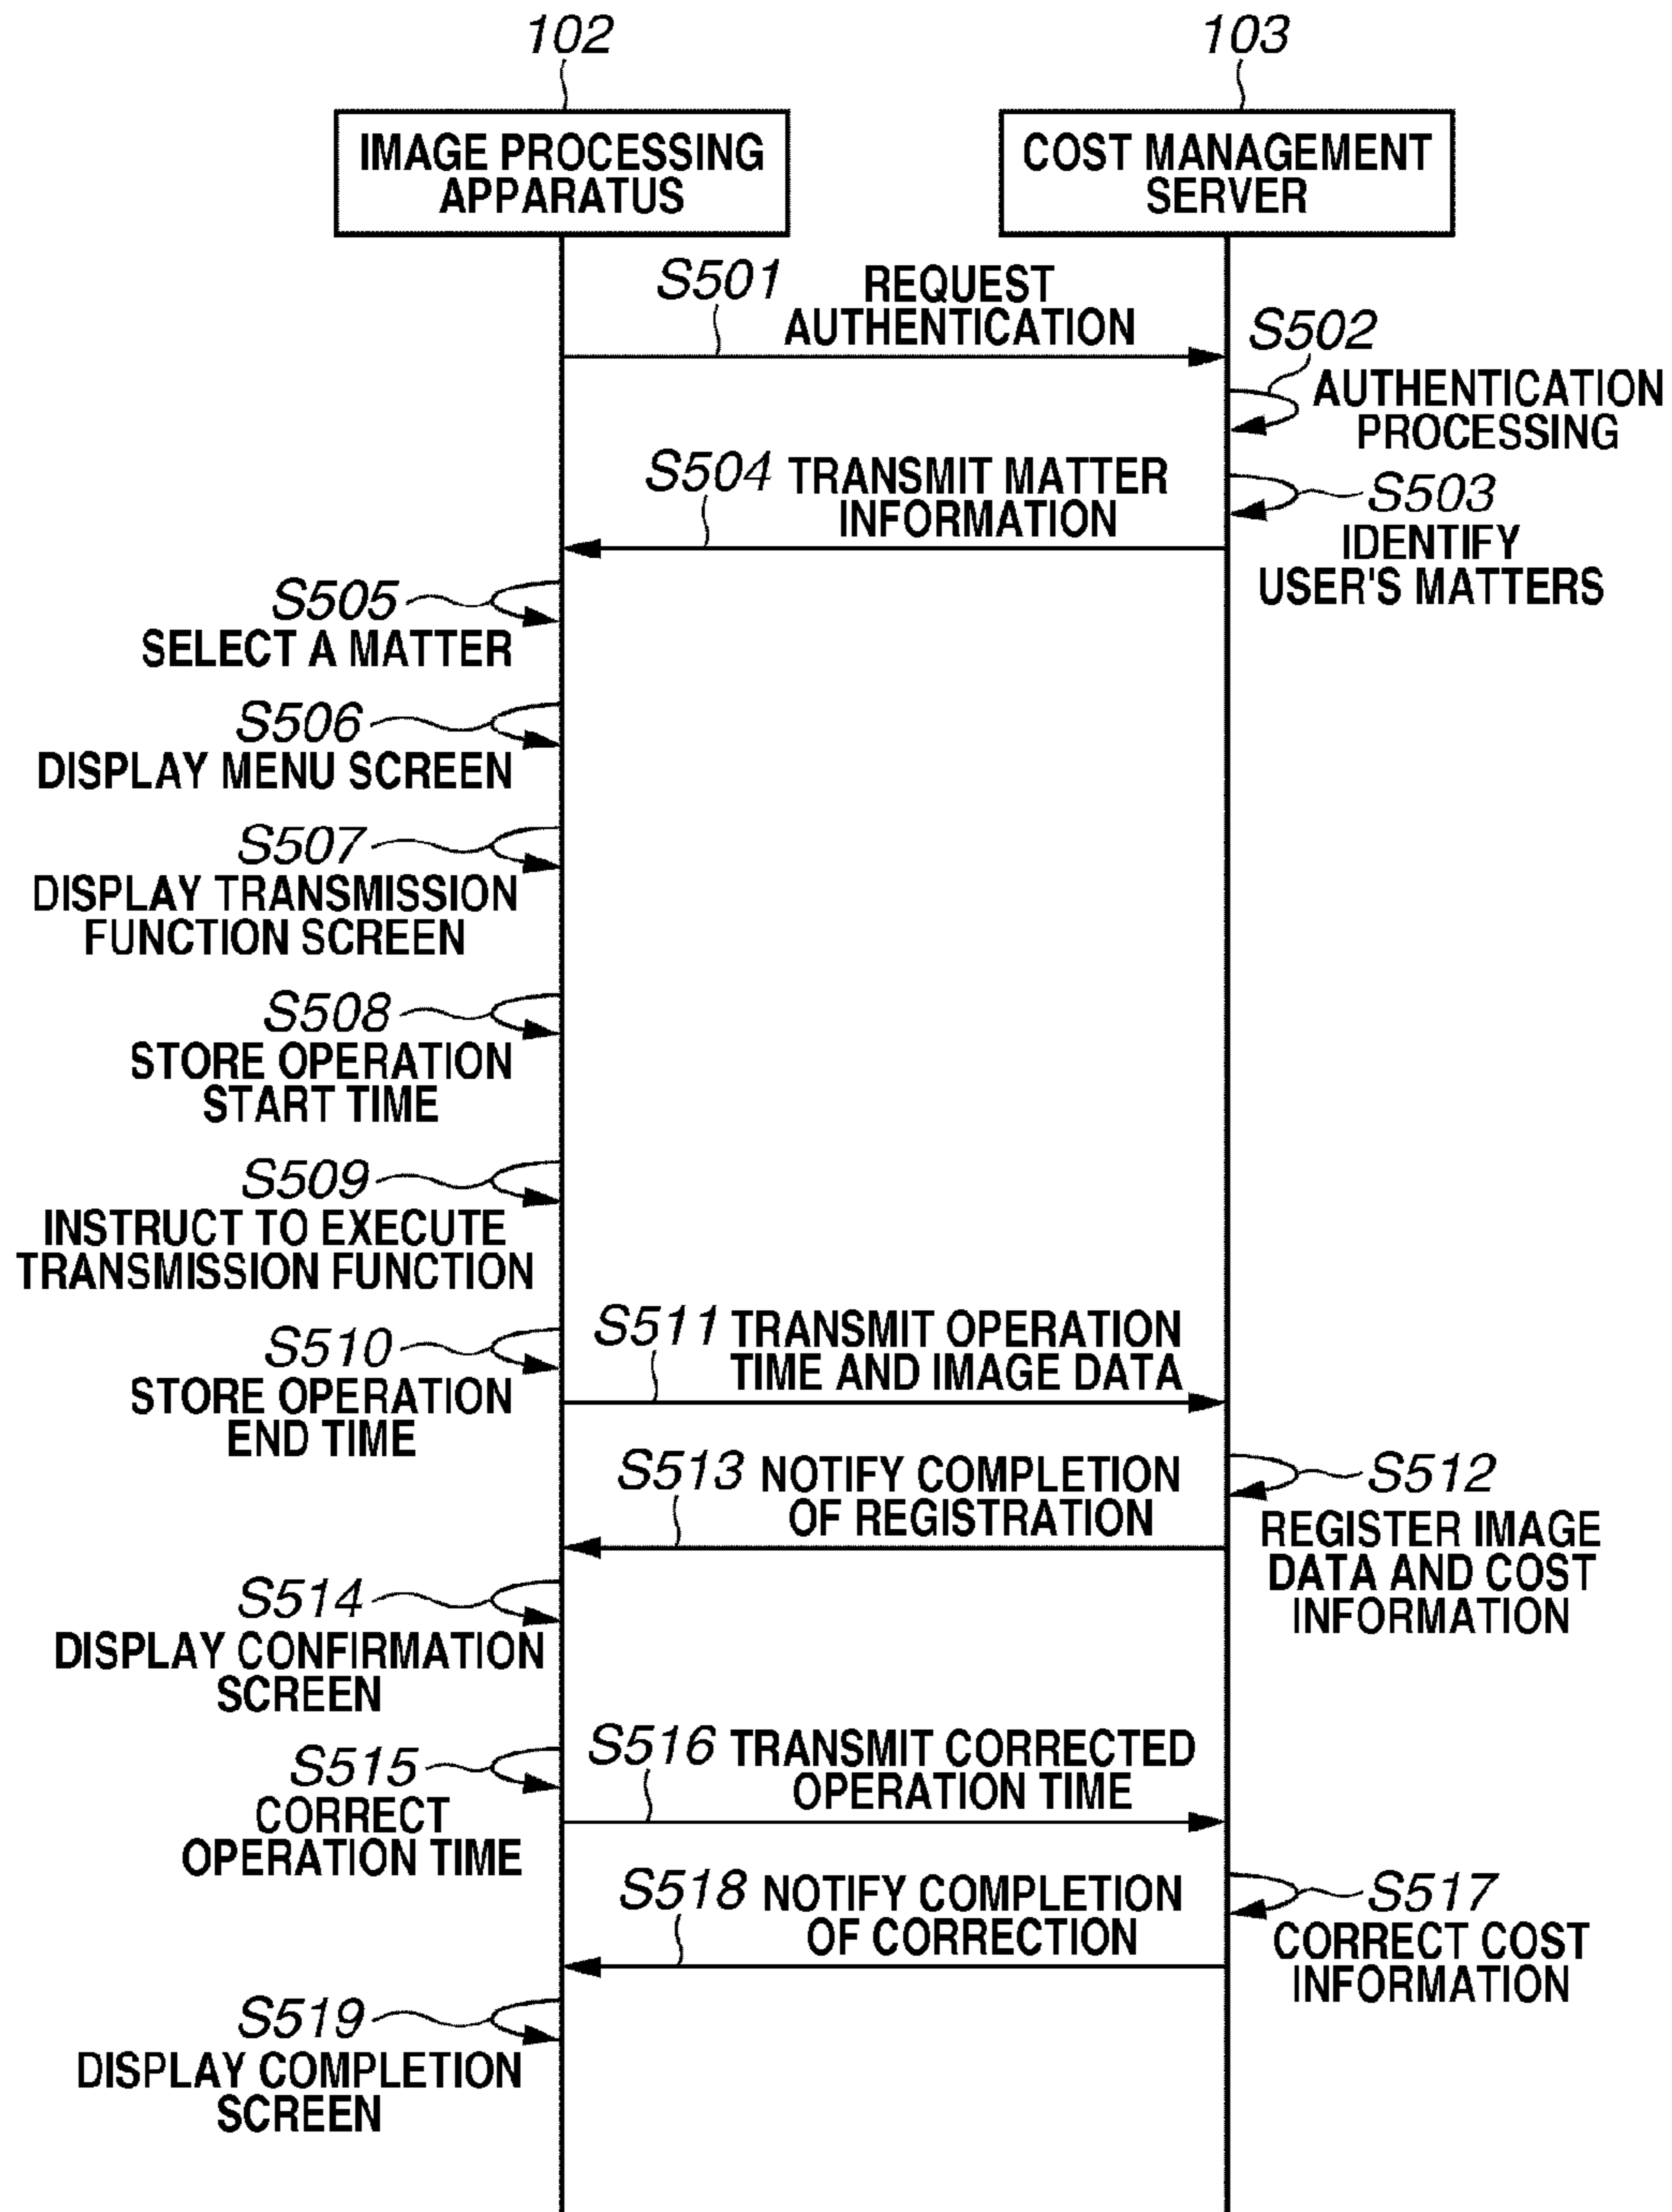 102
103
IMAGE PROCESSING
APPARATUS
COST MANAGEMENT
SERVER
S501
REQUEST
AUTHENTICATION
S502
AUTHENTICATION
PROCESSING
S503
IDENTIFY
USER'S MATTERS
S504
TRANSMIT MATTER
INFORMATION
S505
SELECT A MATTER
S506
DISPLAY MENU SCREEN
S507
DISPLAY TRANSMISSION
FUNCTION SCREEN
S508
STORE OPERATION
START TIME
S509
INSTRUCT TO EXECUTE
TRANSMISSION FUNCTION
S510
STORE OPERATION
END TIME
S511
TRANSMIT OPERATION
TIME AND IMAGE DATA
S512
REGISTER IMAGE
DATA AND COST
INFORMATION
S513
NOTIFY COMPLETION
OF REGISTRATION
S514
DISPLAY CONFIRMATION
SCREEN
S515
CORRECT
OPERATION TIME
S516
TRANSMIT CORRECTED
OPERATION TIME
S517
CORRECT COST
INFORMATION
S518
NOTIFY COMPLETION
OF CORRECTION
S519
DISPLAY COMPLETION
SCREEN